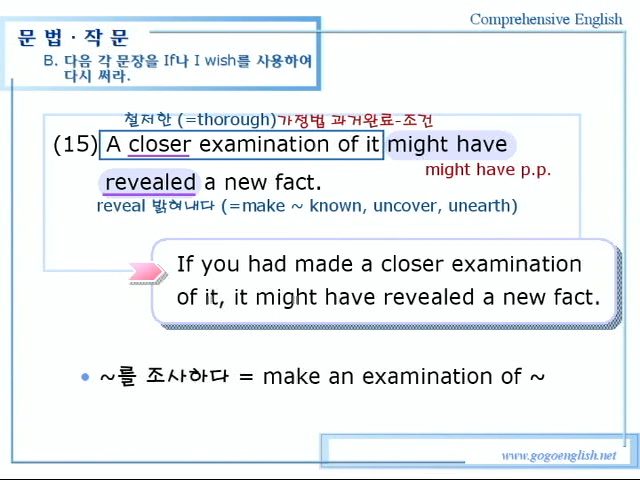 Comprehensive English
문 법 · 작 문
B. 다음 각 문장을 If나 I wish를 사용하여
다시 써라.
철저한 (=thorough)가정법 과거완료-조건
(15) A closer examination of it might have
might have p.p.
revealed a new fact.
reveal 밝혀내다 (=make ~ known, uncover, unearth)
If you had made a closer examination
of it, it might have revealed a new fact.
• ~를 조사하다 = make an examination of ~
www.gogoenglish.net